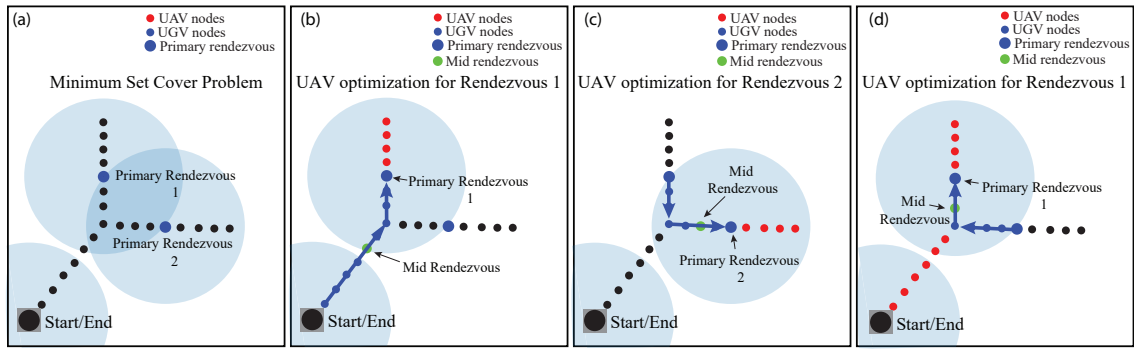 (a)
UAV nodes
UGV nodes
Primary rendezvous
Minimum Set Cover Problem
Primary Rendezvous
1
Primary Rendezvous
2
Start/End
(b)
UAV nodes
UGV nodes
Primary rendezvous
Mid rendezvous
UAV optimization for Rendezvous 1
Primary Rendezvous
1
Mid Rendezvous
Start/End
(c)
UAV nodes
UGV nodes
Primary rendezvous
Mid rendezvous
UAV optimization for Rendezvous 2
Mid
Rendezvous
Primary Rendezvous
2
Start/End
(d)
UAV nodes
UGV nodes
Primary rendezvous
Mid rendezvous
UAV optimization for Rendezvous 1
Primary Rendezvous
1
Mid
Rendezvous
Start/End